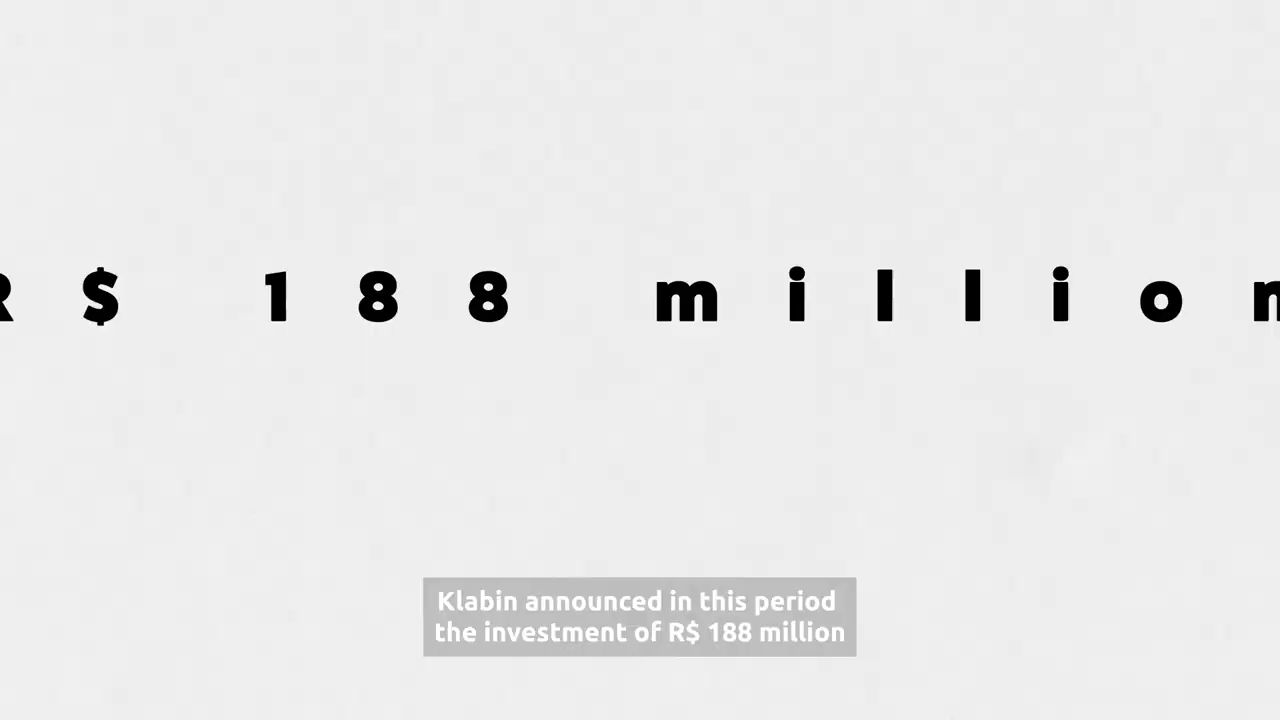 R$ 188 million
Klabin announced in this period
the investment of R$ 188 million